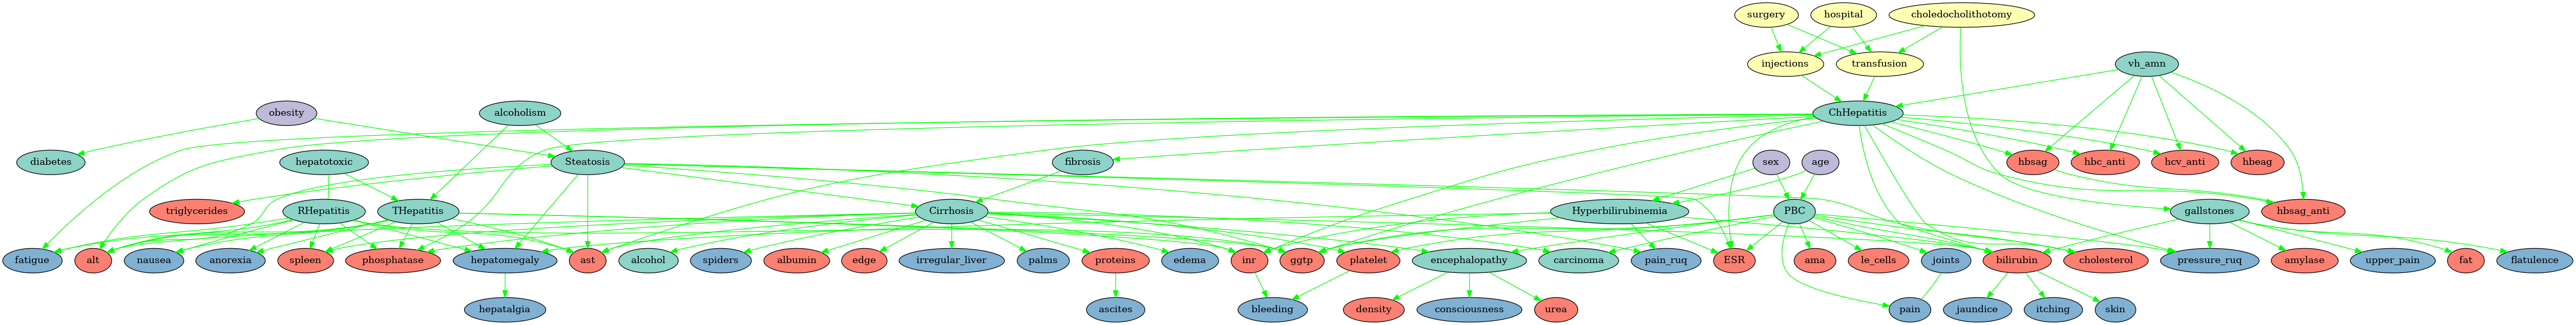 surgery hospital choledocholithotomy
injections transfusion vh_amn
obesity alcoholism ChHepatitis
diabetes hepatotoxic Steatosis fibrosis sex age hbsag hbc_anti hcv_anti hbeag
triglycerides RHepatitis THepatitis Cirrhosis Hyperbilirubinemia PBC gallstones hbsag_anti
fatigue alt nausea anorexia spleen phosphatase hepatomegaly ast alcohol spiders albumin edge irregular_liver palms proteins edema inr ggtp platelet encephalopathy carcinoma pain_ruq ESR ama le_cells joints bilirubin cholesterol pressure_ruq amylase upper_pain fat flatulence
hepatalgia ascites bleeding density consciousness urea pain jaundice itching skin